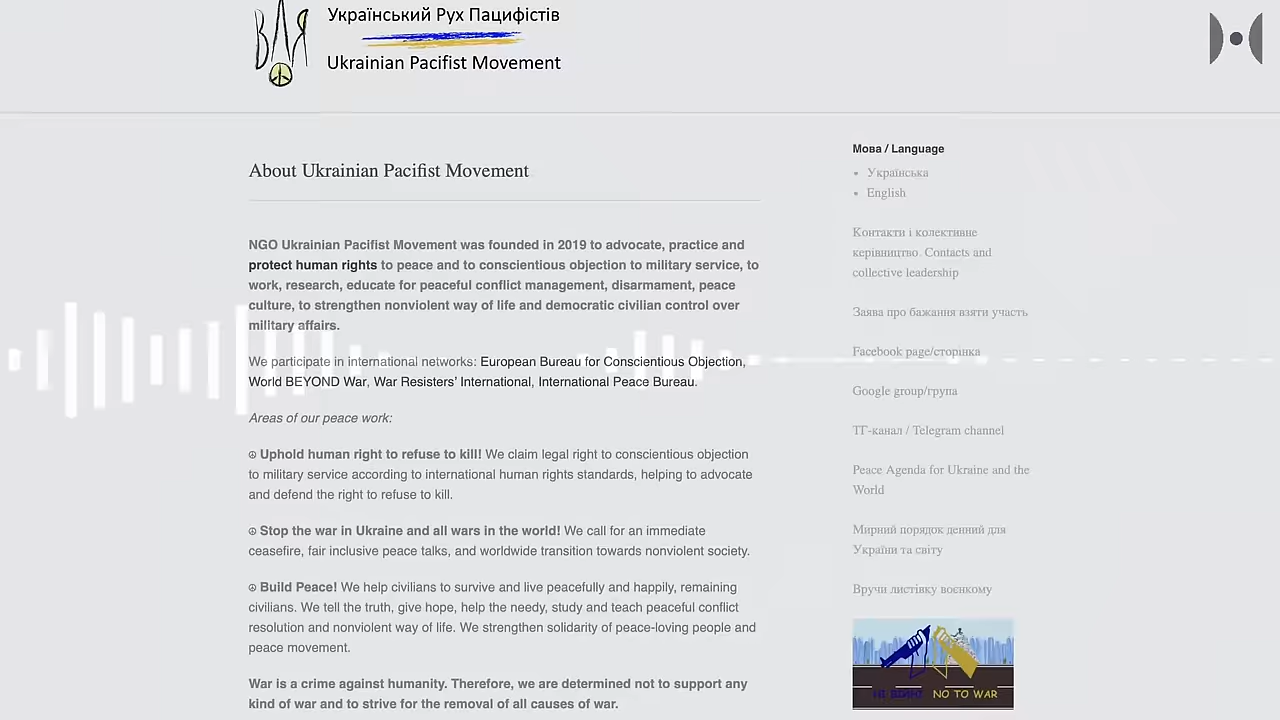 Український Рух Пацифістів
Ukrainian Pacifist Movement
About Ukrainian Pacifist Movement
NGO Ukrainian Pacifist Movement was founded in 2019 to advocate, practice and
protect human rights to peace and to conscientious objection to military service, to
work, research, educate for peaceful conflict management, disarmament, peace
culture, to strengthen nonviolent way of life and democratic civilian control over
military affairs.
We participate in international networks: European Bureau for Conscientious Objection,
World BEYOND War, War Resisters’ International, International Peace Bureau.
Areas of our peace work:
☮ Uphold human right to refuse to kill! We claim legal right to conscientious objection
to military service according to international human rights standards, helping to advocate
and defend the right to refuse to kill.
☮ Stop the war in Ukraine and all wars in the world! We call for an immediate
ceasefire, fair inclusive peace talks, and worldwide transition towards nonviolent society.
☮ Build Peace! We help civilians to survive and live peacefully and happily, remaining
civilians. We tell the truth, give hope, help the needy, study and teach peaceful conflict
resolution and nonviolent way of life. We strengthen solidarity of peace-loving people and
peace movement.
War is a crime against humanity. Therefore, we are determined not to support any
kind of war and to strive for the removal of all causes of war.
Мова / Language
Українська
English
Контакти і колективне
керівництво. Contacts and
collective leadership
Заява про бажання взяти участь
Facebook page/сторінка
Google group/група
ТГ-канал / Telegram channel
Peace Agenda for Ukraine and the
World
Мирний порядок денний для
України та світу
Вручи листівку воєнкому
НІ ВІЙНІ NO TO WAR